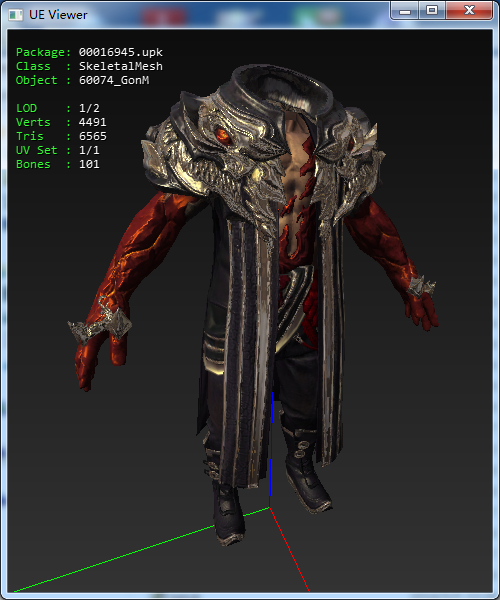 UE Viewer
Package: 00016945.upk
Class : SkeletalMesh
Object : 60074_GonM
LOD : 1/2
Verts : 4491
Tris : 6565
UV Set : 1/1
Bones : 101